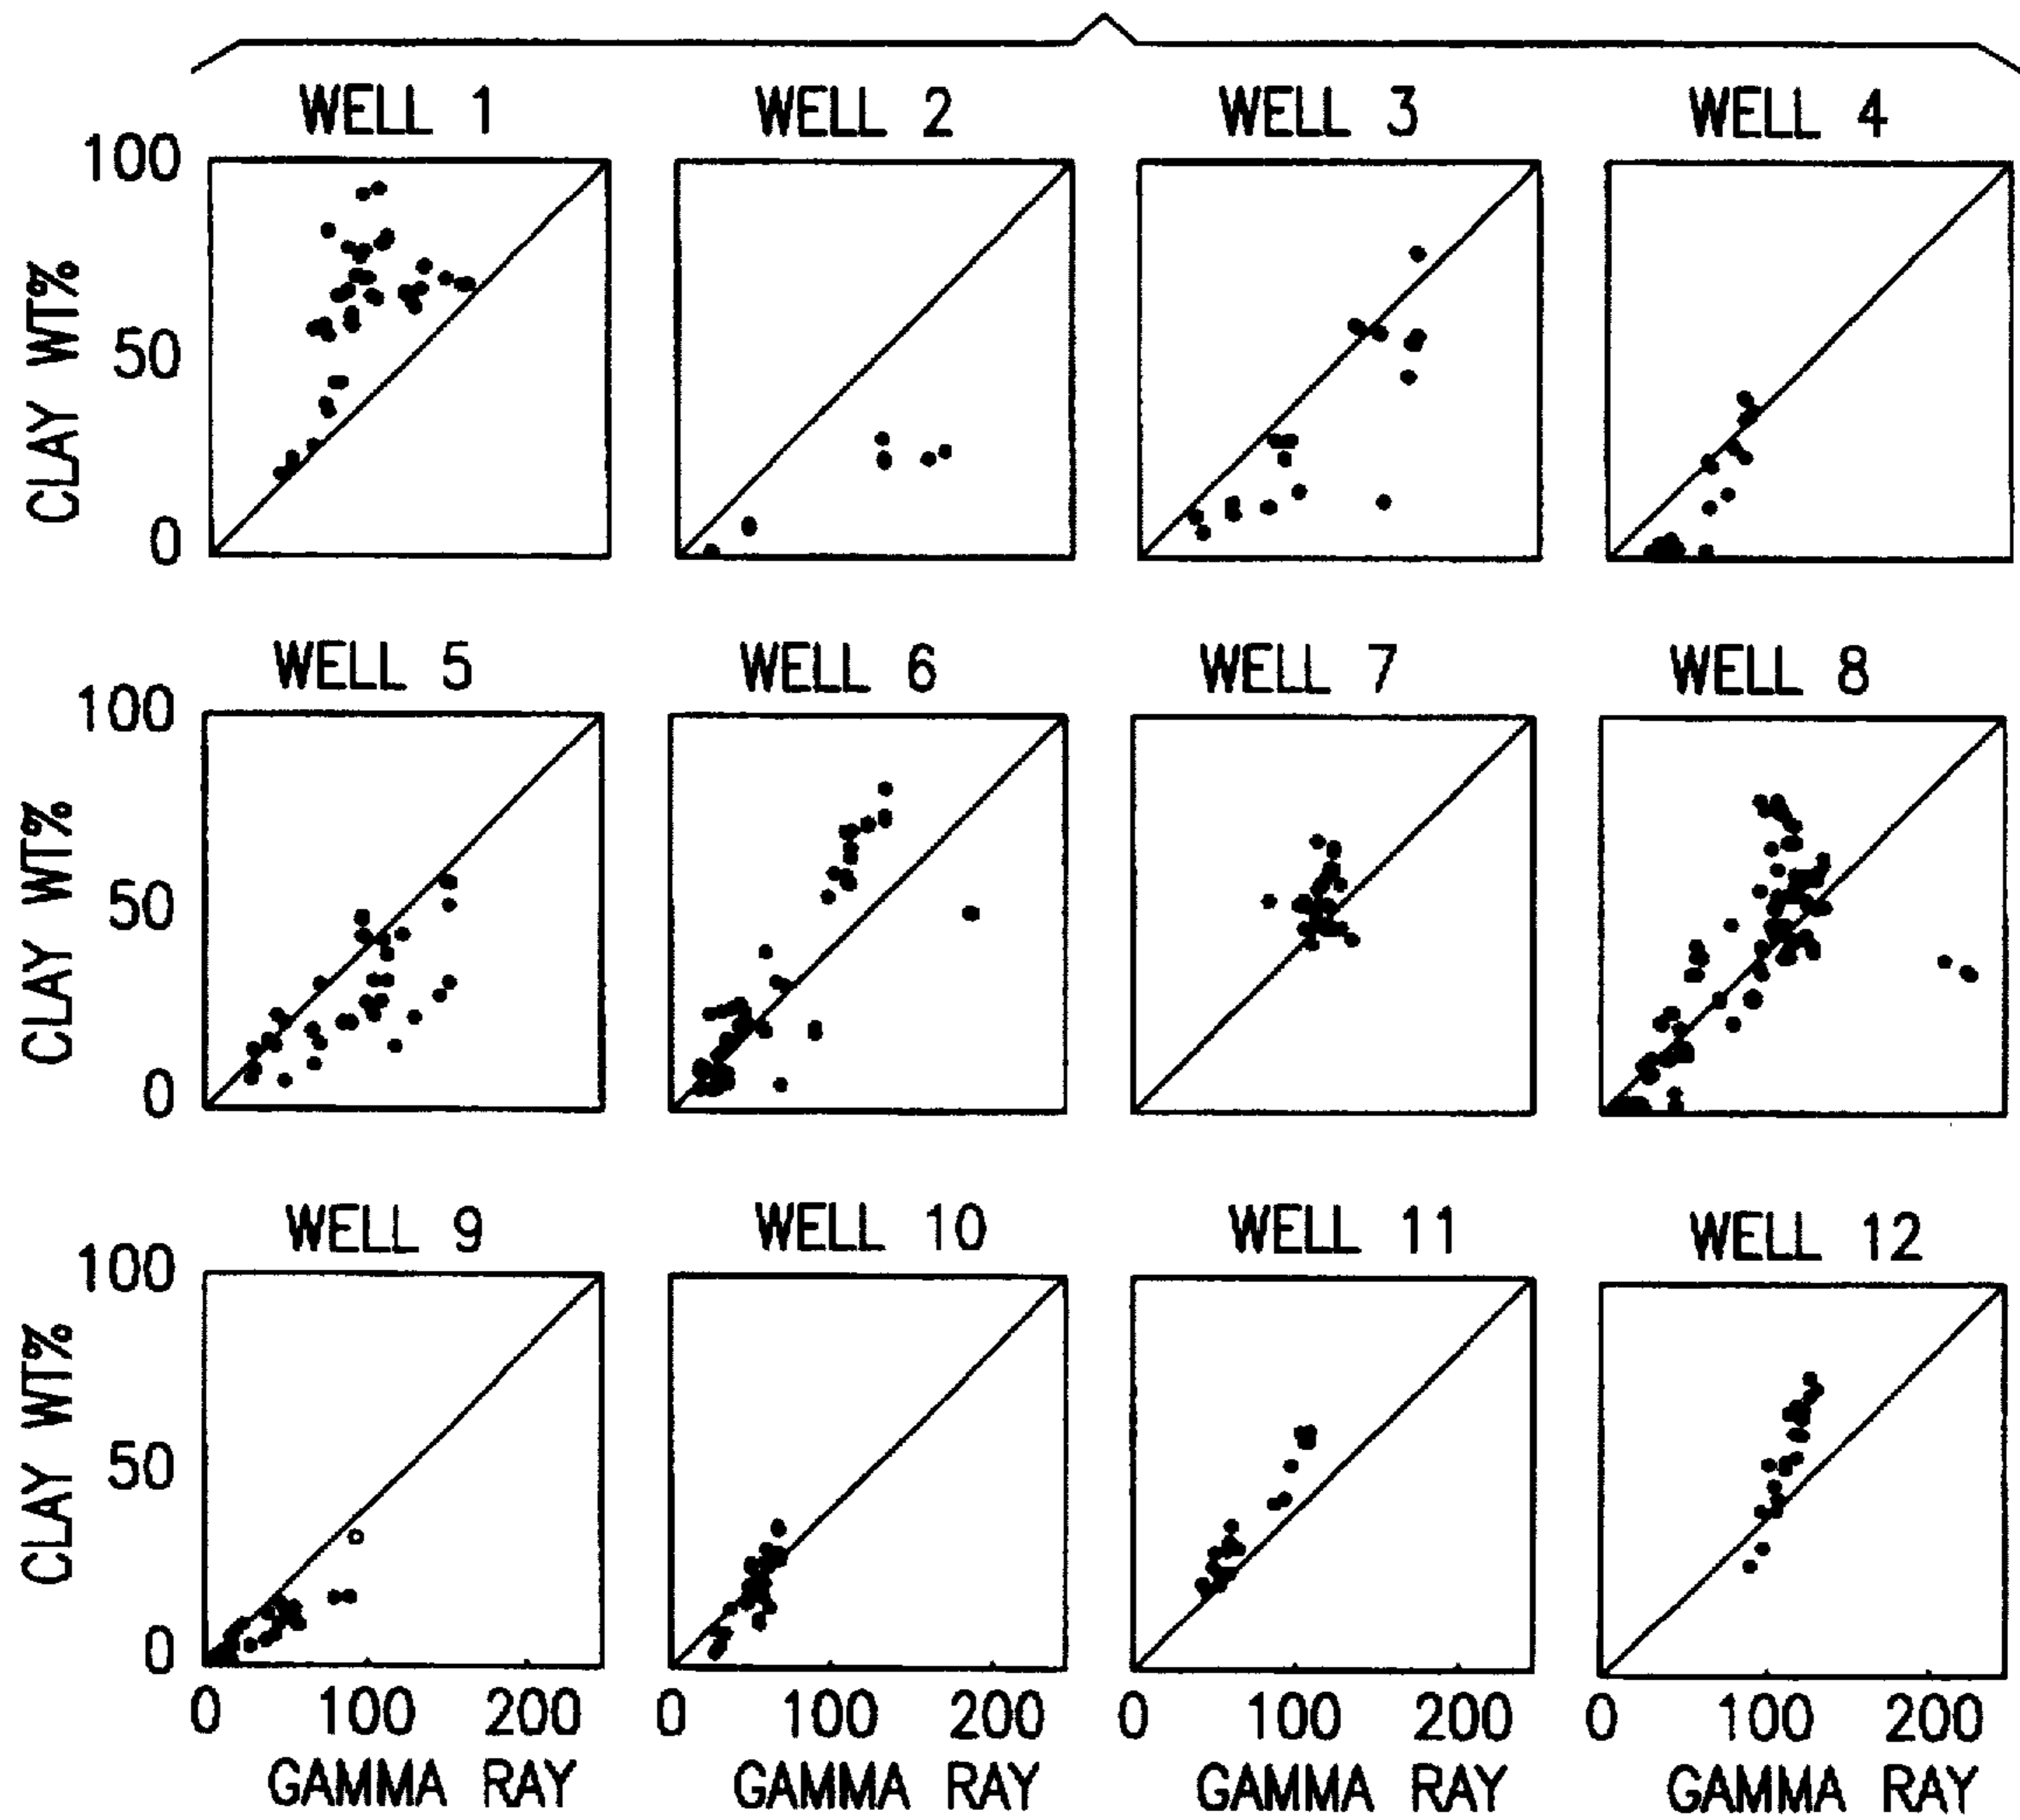 WELL 1 WELL 2 WELL 3 WELL 4
100
50
0
CLAY WT%
WELL 5 WELL 6 WELL 7 WELL 8
100
50
0
CLAY WT%
WELL 9 WELL 10 WELL 11 WELL 12
100
50
0
CLAY WT%
0 100 200 0 100 200 0 100 200 0 100 200
GAMMA RAY GAMMA RAY GAMMA RAY GAMMA RAY